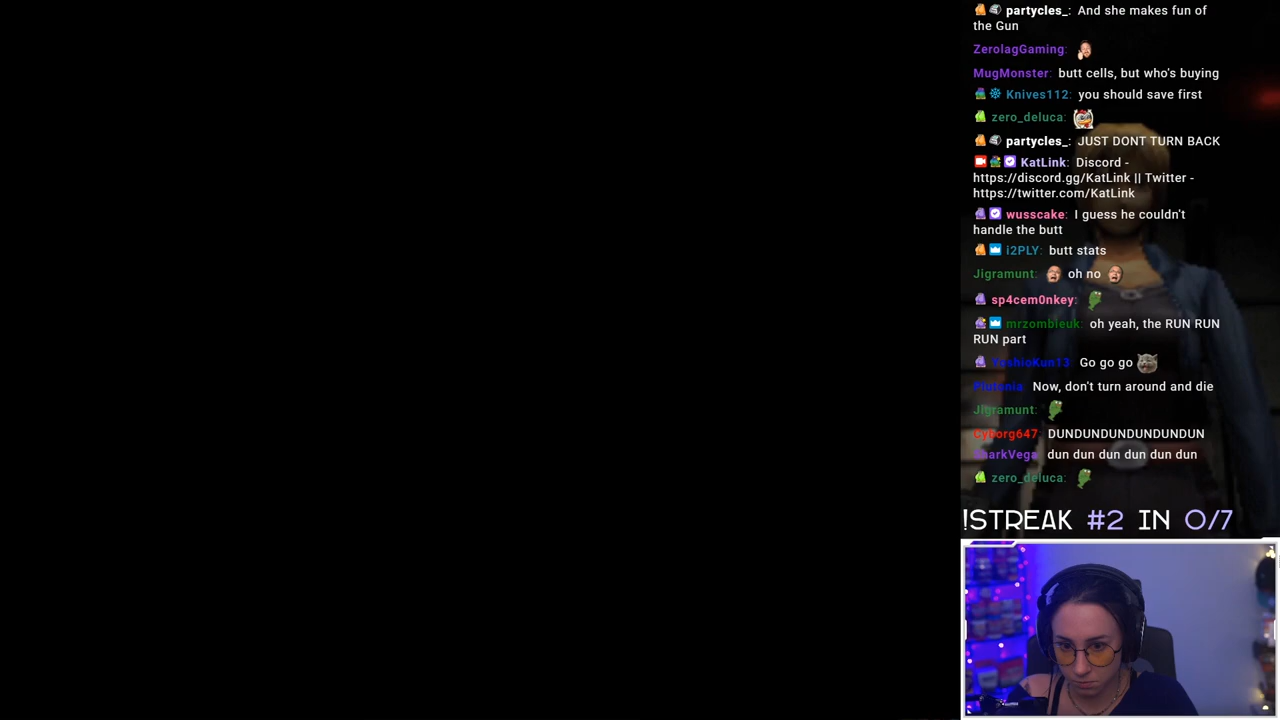 partycles_: And she makes fun of
the Gun
ZerolagGaming:
MugMonster: butt cells, but who's buying
Knives112: you should save first
zero_deluca:
partycles_: JUST DONT TURN BACK
KatLink: Discord -
https://discord.gg/KatLink || Twitter -
https://twitter.com/KatLink
wusscake: I guess he couldn't
handle the butt
i2PLY: butt stats
Jigramunt: oh no
sp4cem0nkey:
mrzombieuk: oh yeah, the RUN RUN
RUN part
YoshioKun13: Go go go
Now, don't turn around and die
Jigramunt:
Cyborg647: DUNDUNDUNDUNDUNDUN
SharkVega: dun dun dun dun dun dun
zero_deluca:
!STREAK #2 IN 0/7